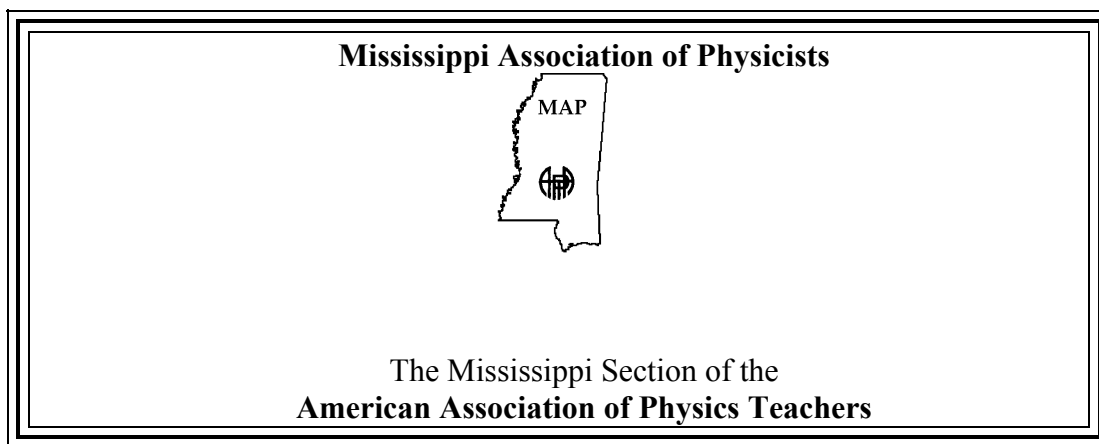 Mississippi Association of Physicists
MAP
The Mississippi Section of the
American Association of Physics Teachers